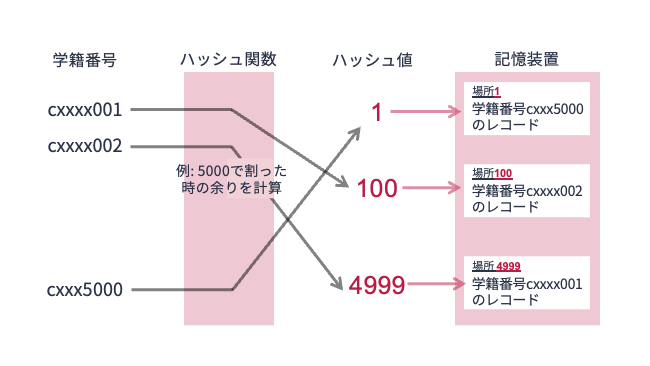 学籍番号
ハッシュ関数
ハッシュ値
記憶装置
cxxxx001
cxxxx002
cxxx5000
例: 5000で割った
時の余りを計算
1
100
4999
場所1
学籍番号cxxx5000
のレコード
場所100
学籍番号cxxxx002
のレコード
場所 4999
学籍番号cxxxx001
のレコード